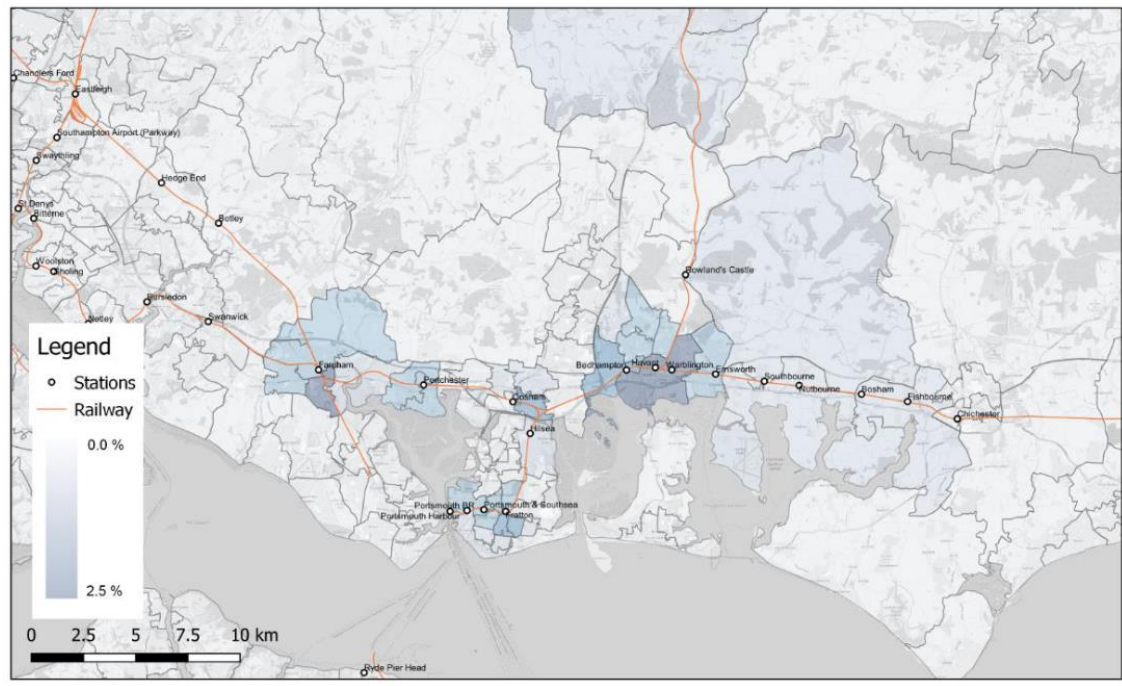 Chandlers Ford
Eastleigh
Southampton Airport (Parkway)
Swaythling
Hedge End
St Denys
Bitterne
Botley
Woolston
Sholing
Rowland's Castle
Bursledon
Netley
Swanwick
Fareham
Bedhampton
Havant
Warblington
Emsworth
Southbourne
Portchester
Nutbourne
Bosham
Fishbourne
Cosham
Chichester
Hilsea
Portsmouth BR
Portsmouth & Southsea
Portsmouth Harbour
Fratton
Legend
Stations
Railway
0.0 %
2.5 %
0 2.5 5 7.5 10 km
Ryde Pier Head